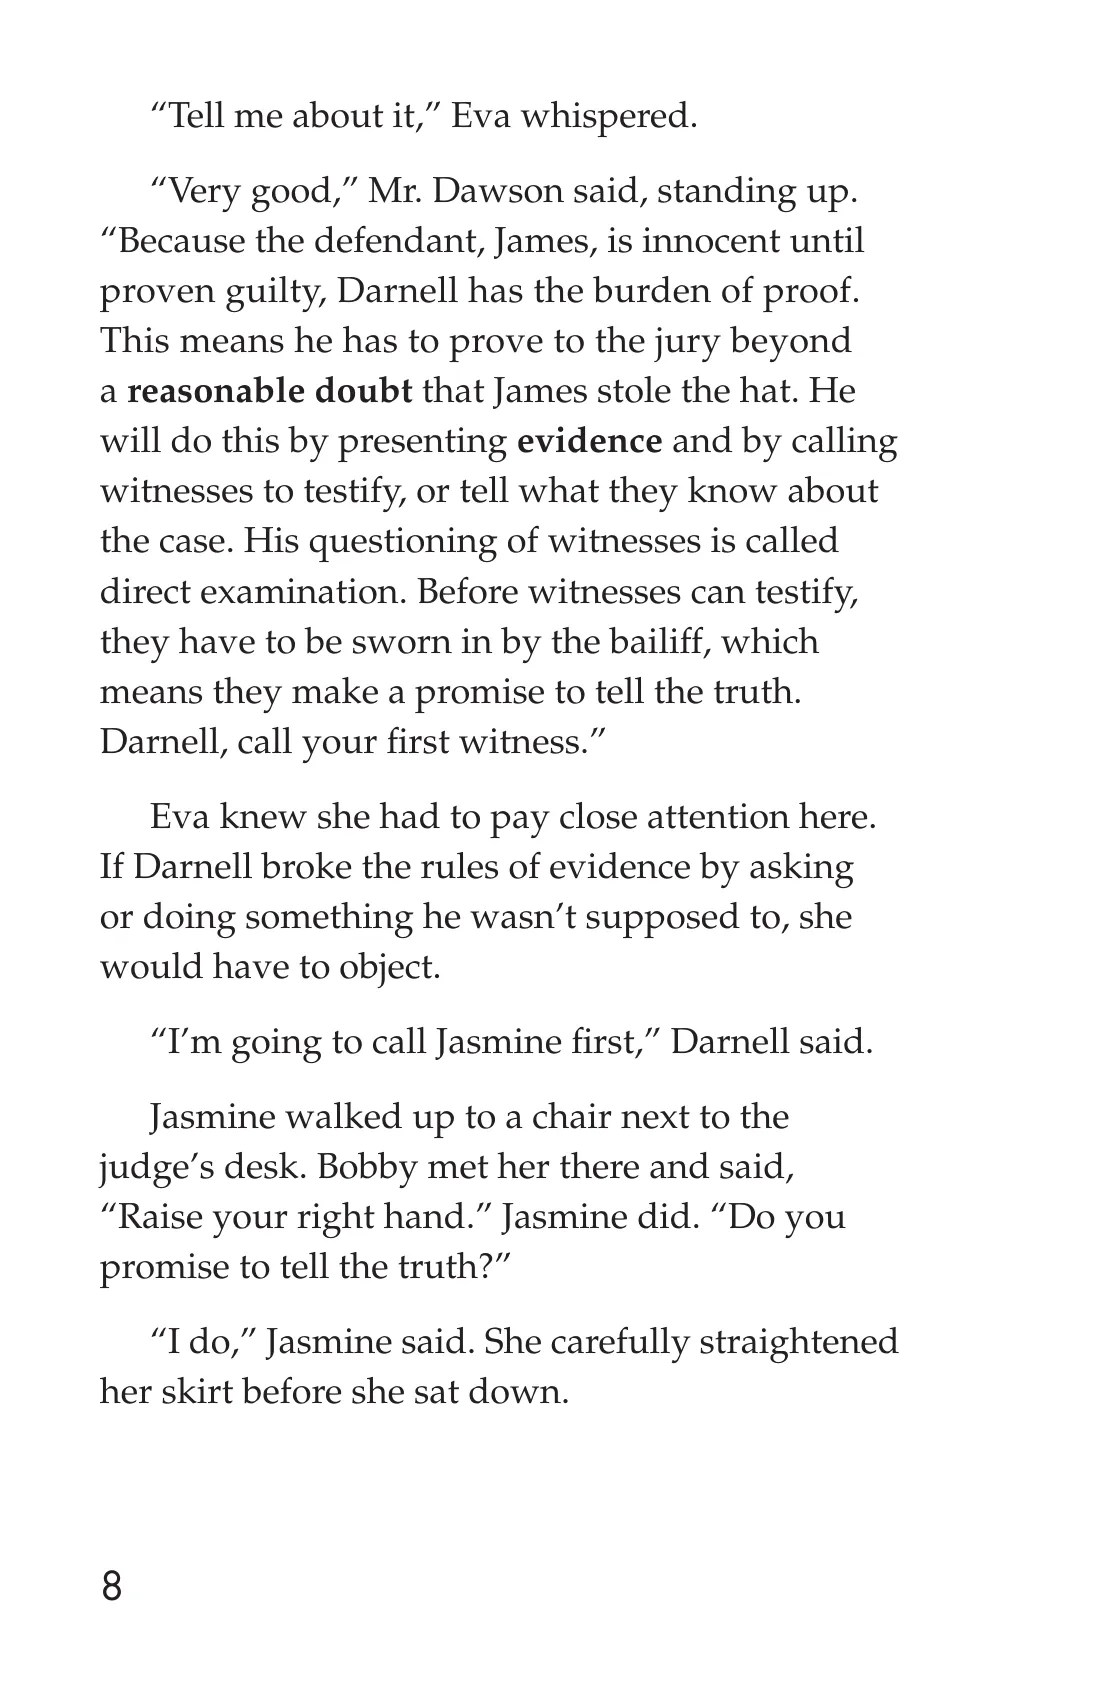 “Tell me about it,” Eva whispered.
“Very good,” Mr. Dawson said, standing up.
“Because the defendant, James, is innocent until
proven guilty, Darnell has the burden of proof.
This means he has to prove to the jury beyond
a reasonable doubt that James stole the hat. He
will do this by presenting evidence and by calling
witnesses to testify, or tell what they know about
the case. His questioning of witnesses is called
direct examination. Before witnesses can testify,
they have to be sworn in by the bailiff, which
means they make a promise to tell the truth.
Darnell, call your first witness.”
Eva knew she had to pay close attention here.
If Darnell broke the rules of evidence by asking
or doing something he wasn’t supposed to, she
would have to object.
“I’m going to call Jasmine first,” Darnell said.
Jasmine walked up to a chair next to the
judge’s desk. Bobby met her there and said,
“Raise your right hand.” Jasmine did. “Do you
promise to tell the truth?”
“I do,” Jasmine said. She carefully straightened
her skirt before she sat down.
8